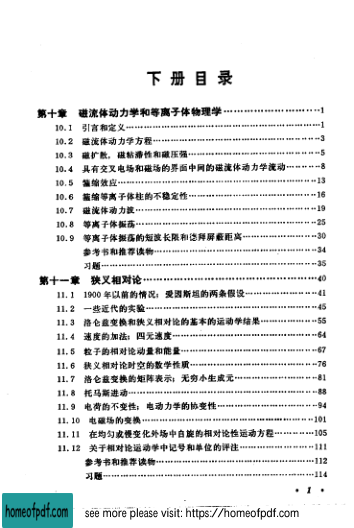 下册目录
第十章 磁流体动力学和等离子体物理学……1
10.1 引言和定义……1
10.2 磁流体动力学方程……3
10.3 磁扩散，磁粘滞性和磁压强……5
10.4 具有交叉电场和磁场的界面中间的磁流体动力学流动……8
10.5 箍缩效应……13
10.6 箍缩等离子体柱的不稳定性……16
10.7 磁流体动力波……19
10.8 等离子体振荡……25
10.9 等离子体振荡的短波长限和德拜屏蔽距离……30
参考书和推荐读物……34
习题……35
第十一章 狭义相对论……40
11.1 1900年以前的情况；爱因斯坦的两条假设……41
11.2 一些近代的实验……45
11.3 洛仑兹变换和狭义相对论的基本的运动学结果……55
11.4 速度的加法；四元速度……64
11.5 粒子的相对论动量和能量……67
11.6 狭义相对论时空的数学性质……76
11.7 洛仑兹变换的矩阵表示；无穷小生成元……81
11.8 托马斯进动……88
11.9 电荷的不变性；电动力学的协变性……94
11.10 电磁场的变换……101
11.11 在均匀或慢变化外场中自旋的相对论性运动方程……105
11.12 关于相对论运动学中记号和单位的评注……111
参考书和推荐读物……112
习题……114
• 1 •
homeofpdf.com
see more please visit: https://homeofpdf.com